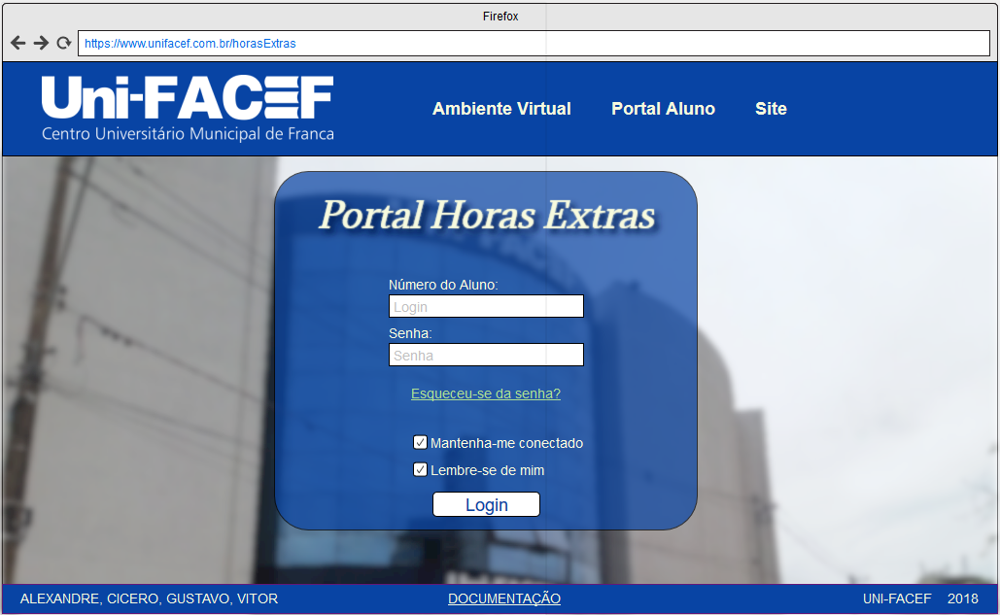 Firefox
https://www.unifacef.com.br/horasExtras
Uni-FACEF
Centro Universitário Municipal de Franca
Ambiente Virtual Portal Aluno Site
Portal Horas Extras
Número do Aluno:
Login
Senha:
Senha
Esqueceu-se da senha?
Mantenha-me conectado
Lembre-se de mim
Login
ALEXANDRE, CICERO, GUSTAVO, VITOR DOCUMENTAÇÃO UNI-FACEF 2018